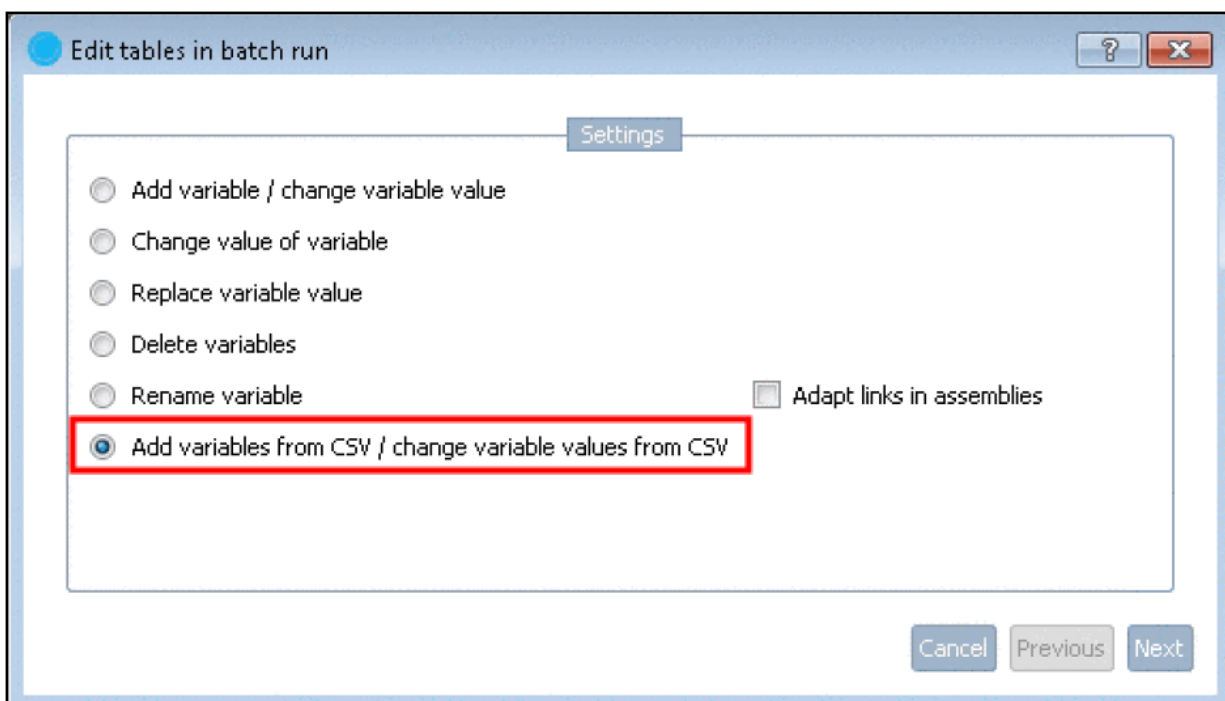 Edit tables in batch run
?
Settings
Add variable / change variable value
Change value of variable
Replace variable value
Delete variables
Rename variable
Adapt links in assemblies
Add variables from CSV / change variable values from CSV
Cancel Previous Next